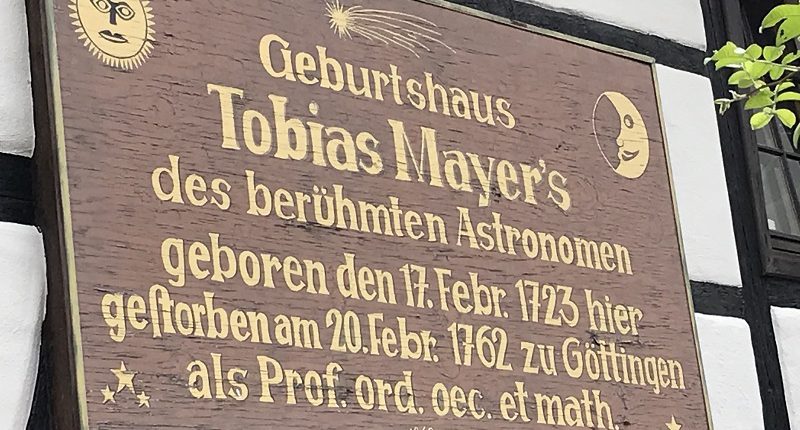 Geburtshaus
Tobias Mayer's
des berühmten Astronomen
geboren den 17. Febr. 1723 hier
geſtorben am 20. Febr. 1762 zu Göttingen
als Prof. ord. oec. et math.